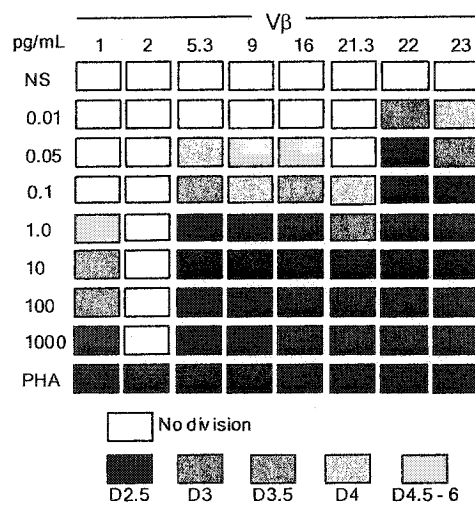 Vβ
pg/mL 1 2 5.3 9 16 21.3 22 23
NS
0.01
0.05
0.1
1.0
10
100
1000
PHA
No division
D2.5 D3 D3.5 D4 D4.5 - 6